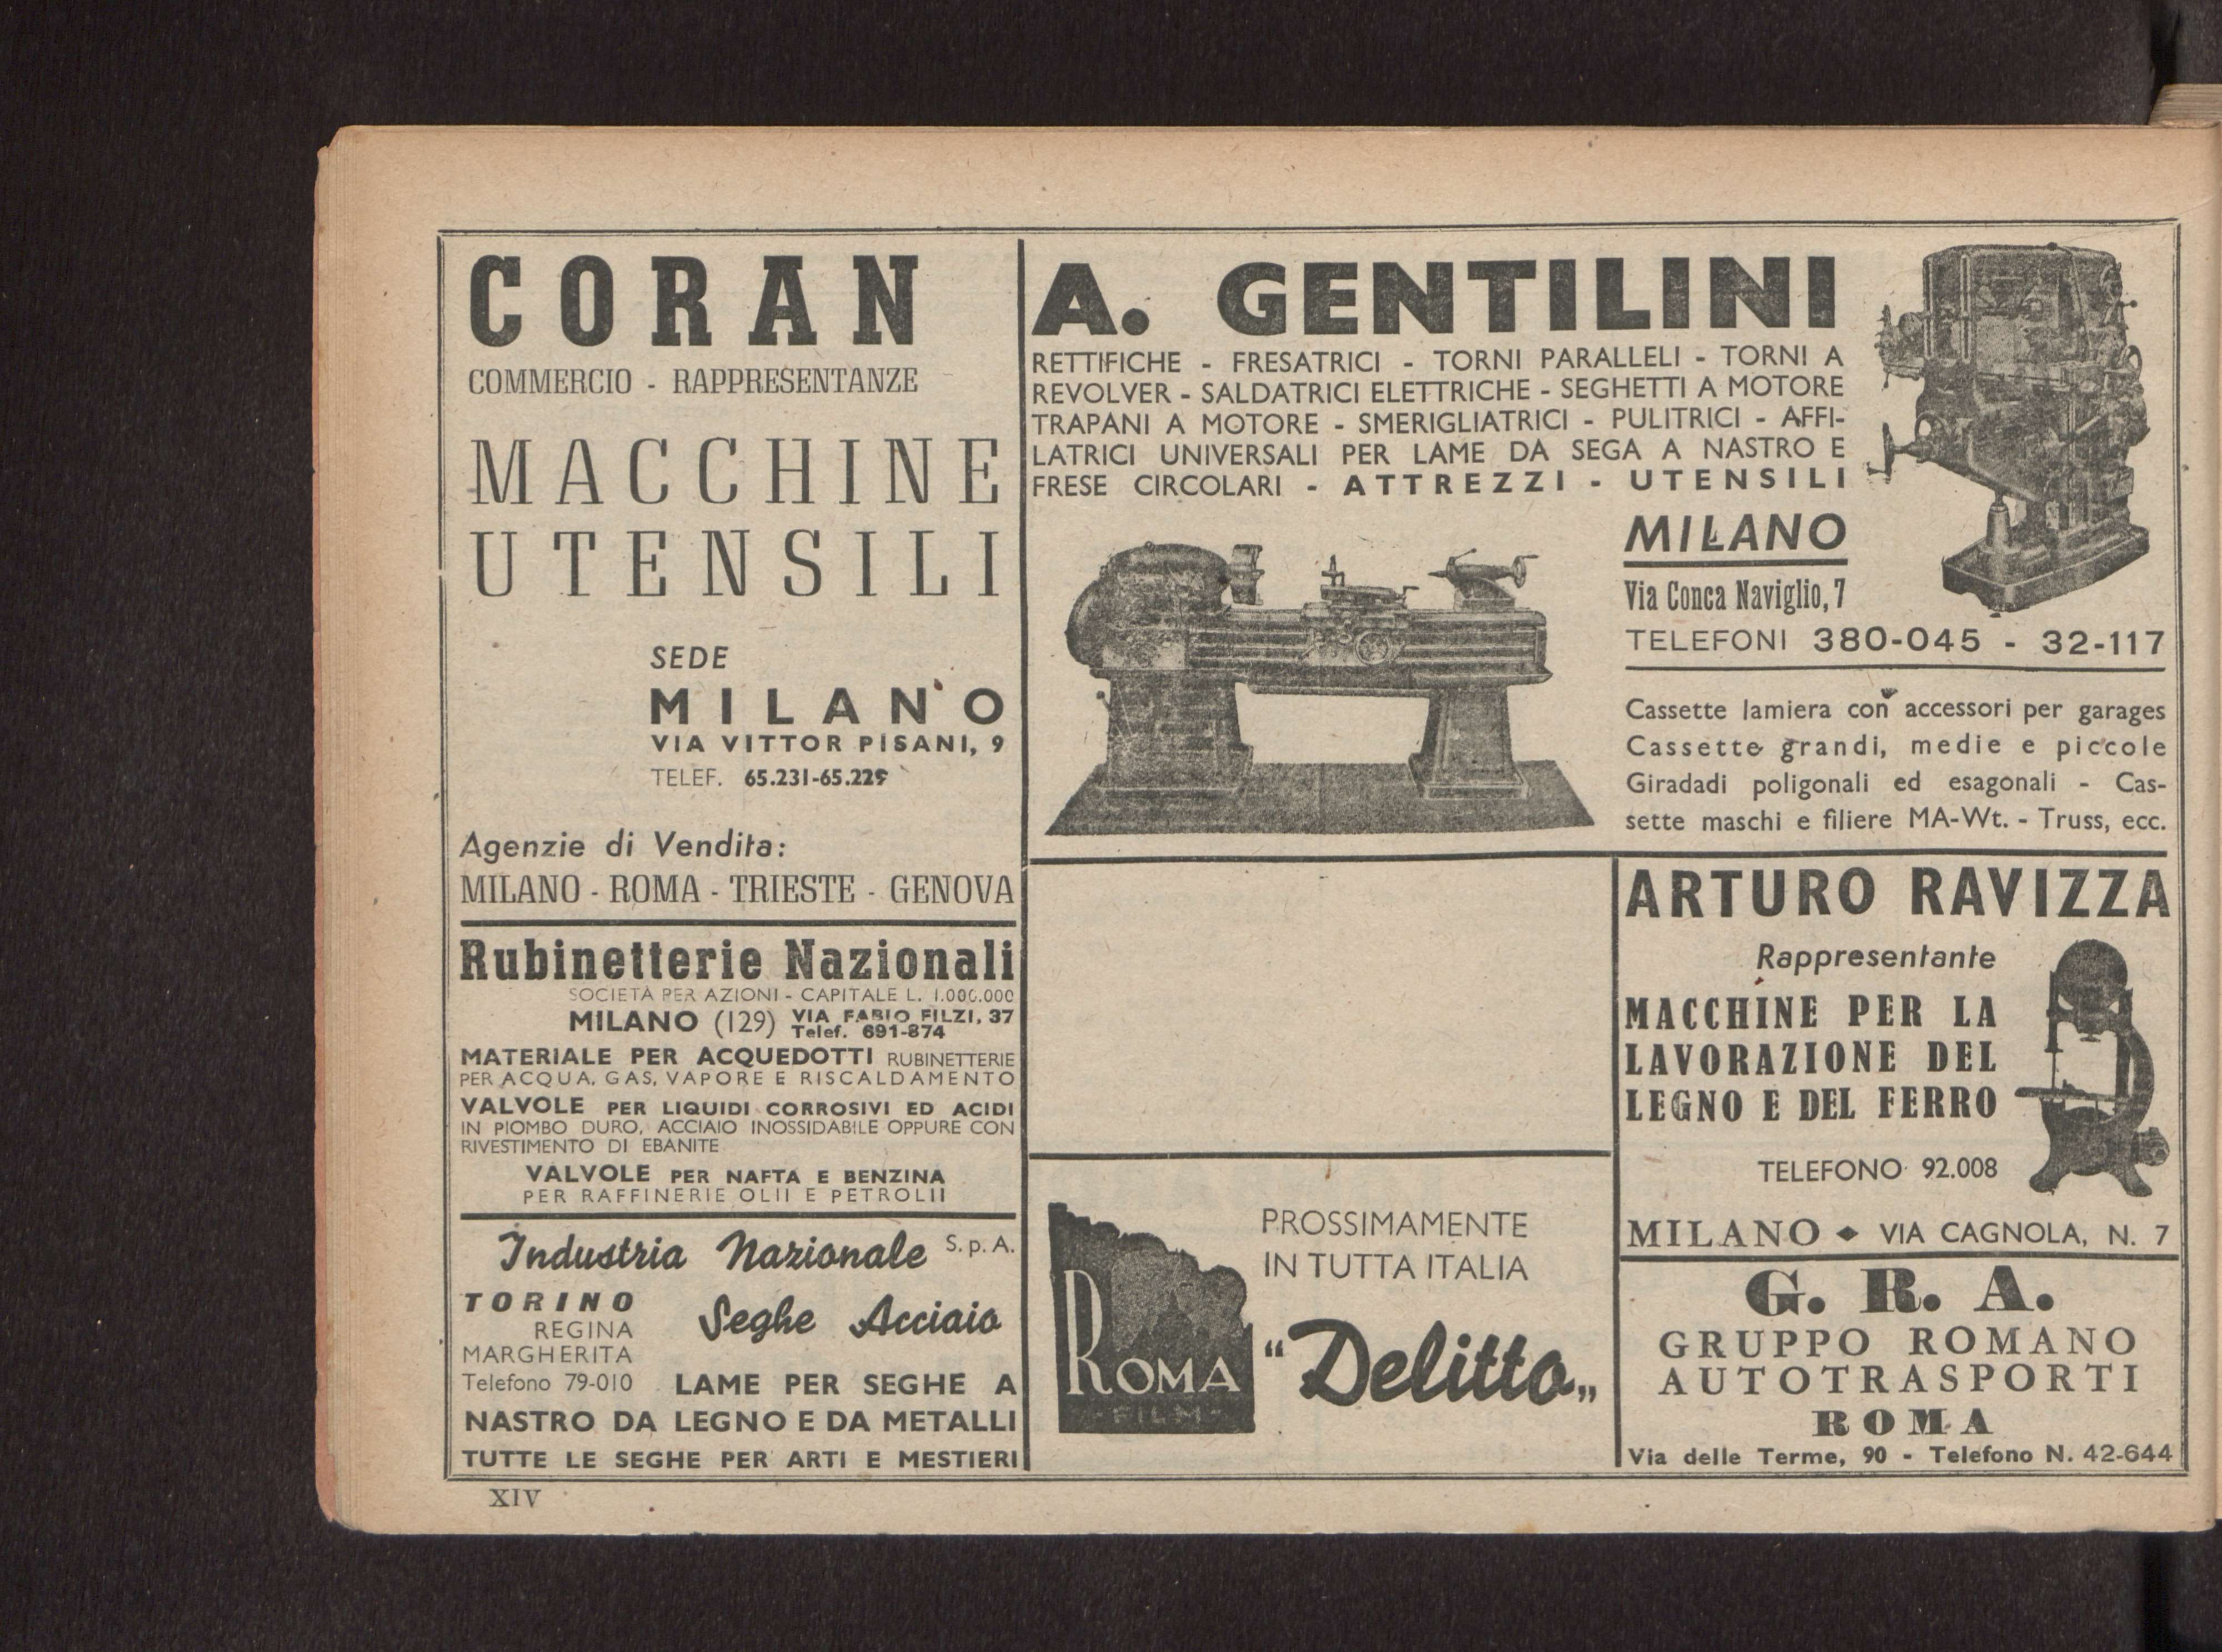 CORAN
COMMERCIO - RAPPRESENTANZE
MACCHINE
UTENSILI
SEDE
MILANO
VIA VITTOR PISANI, 9
TELEF. 65.231-65.229
Agenzie di Vendita:
MILANO - ROMA - TRIESTE - GENOVA
Rubinetterie Nazionali
SOCIETÀ PER AZIONI - CAPITALE L. 1.000.000
MILANO (129) VIA FABIO FILZI, 37
Telef. 691-874
MATERIALE PER ACQUEDOTTI RUBINETTERIE
PER ACQUA, GAS, VAPORE E RISCALDAMENTO
VALVOLE PER LIQUIDI CORROSIVI ED ACIDI
IN PIOMBO DURO, ACCIAIO INOSSIDABILE OPPURE CON
RIVESTIMENTO DI EBANITE
VALVOLE PER NAFTA E BENZINA
PER RAFFINERIE OLII E PETROLII
Industria Nazionale S. p. A.
TORINO
REGINA
MARGHERITA
Telefono 79-010
Seghe Acciaio
LAME PER SEGHE A
NASTRO DA LEGNO E DA METALLI
TUTTE LE SEGHE PER ARTI E MESTIERI
A. GENTILINI
RETTIFICHE - FRESATRICI - TORNI PARALLELI - TORNI A
REVOLVER - SALDATRICI ELETTRICHE - SEGHETTI A MOTORE
TRAPANI A MOTORE - SMERIGLIATRICI - PULITRICI - AFFI-
LATRICI UNIVERSALI PER LAME DA SEGA A NASTRO E
FRESE CIRCOLARI - ATTREZZI - UTENSILI
MILANO
Via Conca Naviglio, 7
TELEFONI 380-045 - 32-117
Cassette lamiera con accessori per garages
Cassette grandi, medie e piccole
Giradadi poligonali ed esagonali - Cas-
sette maschi e filiere MA-Wt. - Truss, ecc.
ROMA
-FILM-
PROSSIMAMENTE
IN TUTTA ITALIA
“Delitto„
ARTURO RAVIZZA
Rappresentante
MACCHINE PER LA
LAVORAZIONE DEL
LEGNO E DEL FERRO
TELEFONO 92.008
MILANO ◆ VIA CAGNOLA, N. 7
G. R. A.
GRUPPO ROMANO
AUTOTRASPORTI
ROMA
Via delle Terme, 90 - Telefono N. 42-644
XIV